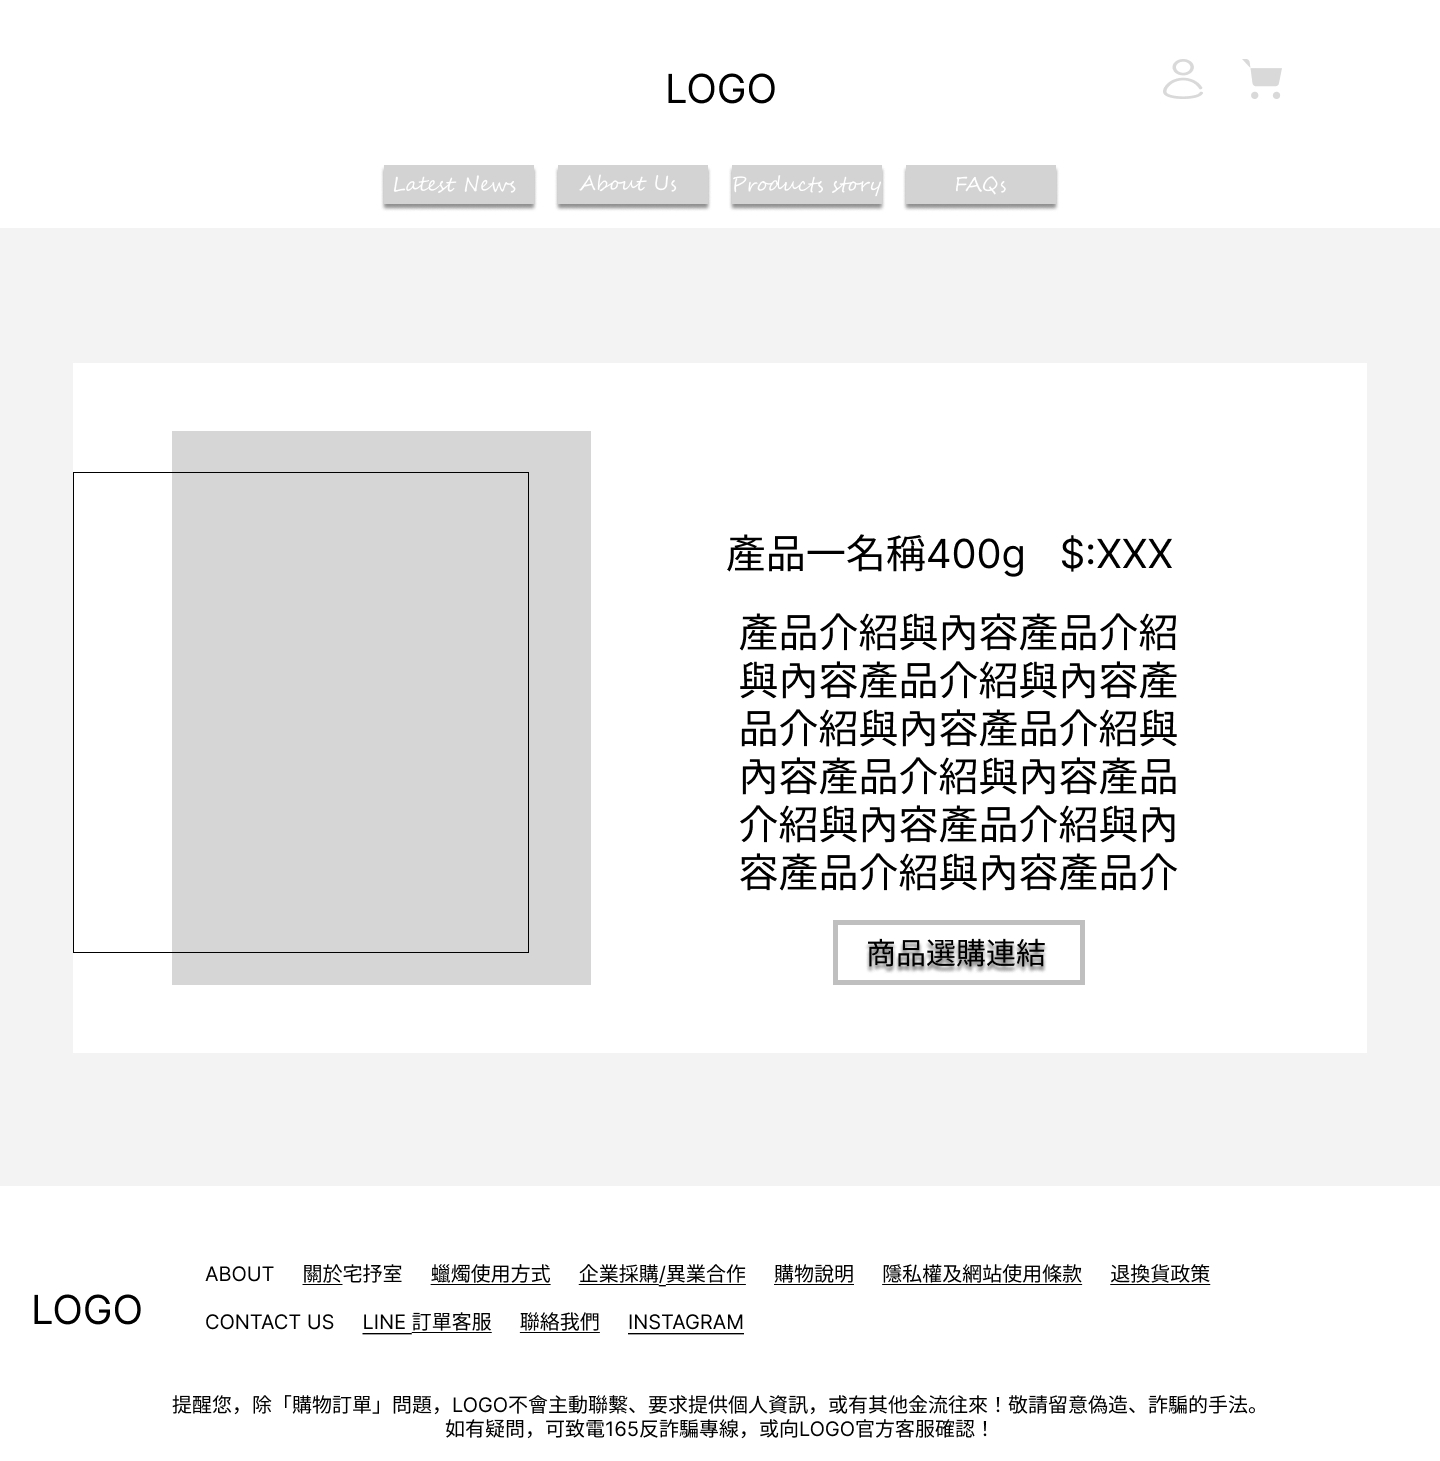 LOGO
Latest News
About Us
Products story
FAQs
產品一名稱400g $:XXX
產品介紹與內容產品介紹
與內容產品介紹與內容產
品介紹與內容產品介紹與
內容產品介紹與內容產品
介紹與內容產品介紹與內
容產品介紹與內容產品介
商品選購連結
LOGO
ABOUT 關於宅抒室 蠟燭使用方式 企業採購/異業合作 購物說明 隱私權及網站使用條款 退換貨政策
CONTACT US LINE 訂單客服 聯絡我們 INSTAGRAM
提醒您，除「購物訂單」問題，LOGO不會主動聯繫、要求提供個人資訊，或有其他金流往來！敬請留意偽造、詐騙的手法。
如有疑問，可致電165反詐騙專線，或向LOGO官方客服確認！